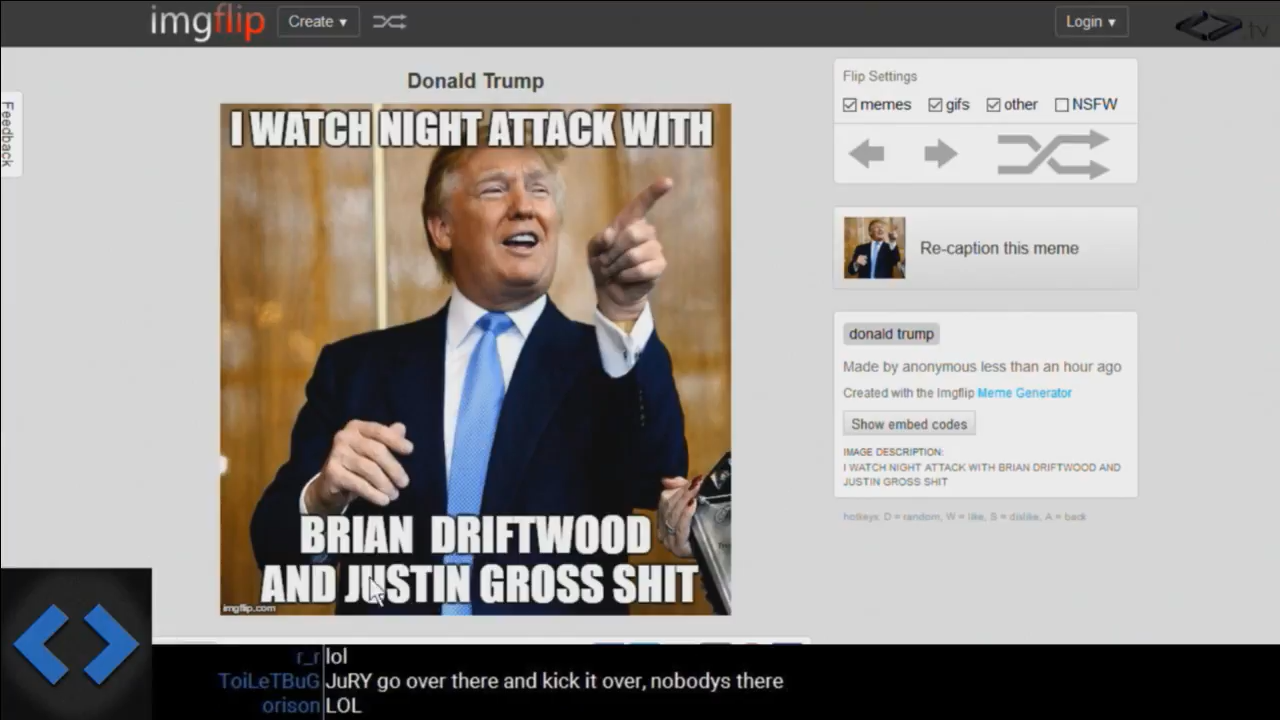 imgflip
Create ▾
Login ▾
.tv
Feedback
Donald Trump
I WATCH NIGHT ATTACK WITH
BRIAN DRIFTWOOD
AND JUSTIN GROSS SHIT
imgflip.com
Flip Settings
memes gifs other NSFW
Re-caption this meme
donald trump
Made by anonymous less than an hour ago
Created with the Imgflip Meme Generator
Show embed codes
IMAGE DESCRIPTION:
I WATCH NIGHT ATTACK WITH BRIAN DRIFTWOOD AND
JUSTIN GROSS SHIT
hotkeys: D = random, W = like, S = dislike, A = back
r_r lol
ToiLeTBuG JuRY go over there and kick it over, nobodys there
orison LOL